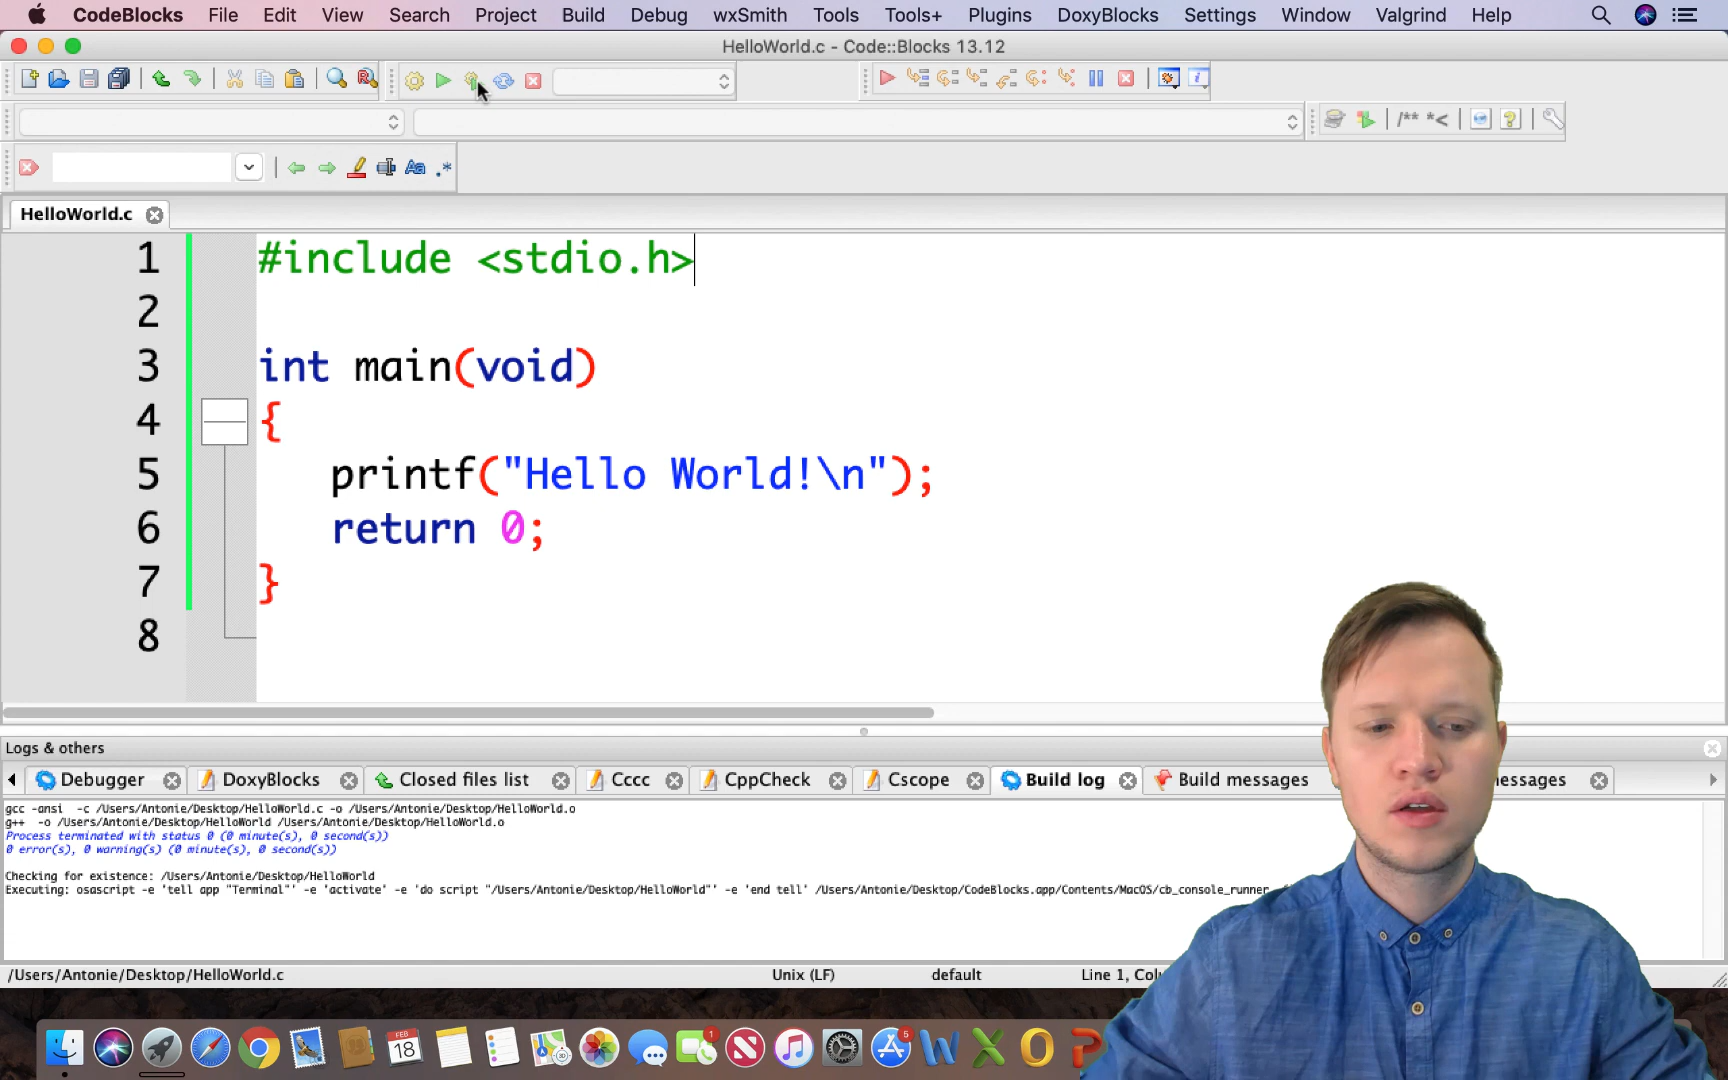 CodeBlocks File Edit View Search Project Build Debug wxSmith Tools Tools+ Plugins DoxyBlocks Settings Window Valgrind Help
HelloWorld.c - Code::Blocks 13.12
/** *<
Aa .*
HelloWorld.c
1 #include <stdio.h>
2
3 int main(void)
4 {
5 printf("Hello World!\n");
6 return 0;
7 }
8
Logs & others
Debugger DoxyBlocks Closed files list Cccc CppCheck Cscope Build log Build messages
gcc -ansi -c /Users/Antonie/Desktop/HelloWorld.c -o /Users/Antonie/Desktop/HelloWorld.o
g++ -o /Users/Antonie/Desktop/HelloWorld /Users/Antonie/Desktop/HelloWorld.o
Process terminated with status 0 (0 minute(s), 0 second(s))
0 error(s), 0 warning(s) (0 minute(s), 0 second(s))
Checking for existence: /Users/Antonie/Desktop/HelloWorld
Executing: osascript -e 'tell app "Terminal"' -e 'activate' -e 'do script "/Users/Antonie/Desktop/HelloWorld"' -e 'end tell' /Users/Antonie/Desktop/CodeBlocks.app/Contents/MacOS/cb_console_runner
/Users/Antonie/Desktop/HelloWorld.c Unix (LF) default Line 1,
FEB
18
1
5